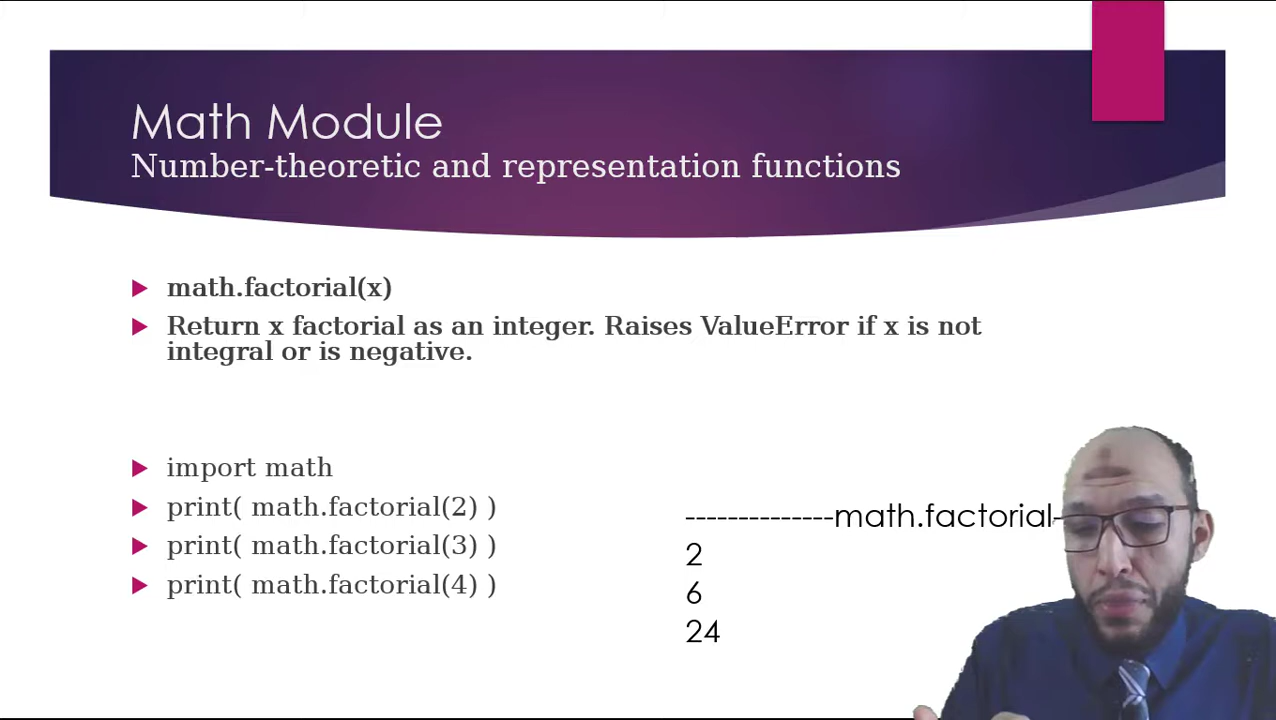 Math Module
Number-theoretic and representation functions
math.factorial(x)
Return x factorial as an integer. Raises ValueError if x is not
integral or is negative.
import math
print( math.factorial(2) )
print( math.factorial(3) )
print( math.factorial(4) )
--------------math.factorial-
2
6
24